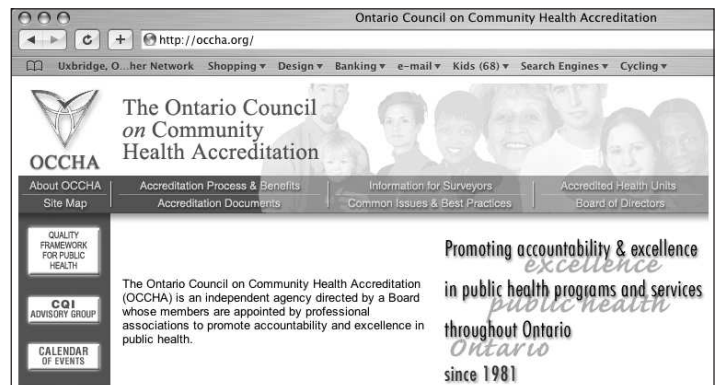 Ontario Council on Community Health Accreditation
http://occha.org/
Uxbridge, O...her Network Shopping ▾ Design ▾ Banking ▾ e-mail ▾ Kids (68) ▾ Search Engines ▾ Cycling ▾
OCCHA
The Ontario Council
on Community
Health Accreditation
About OCCHA Accreditation Process & Benefits Information for Surveyors Accredited Health Units
Site Map Accreditation Documents Common Issues & Best Practices Board of Directors
QUALITY
FRAMEWORK
FOR PUBLIC
HEALTH
CQI
ADVISORY GROUP
CALENDAR
OF EVENTS
The Ontario Council on Community Health Accreditation
(OCCHA) is an independent agency directed by a Board
whose members are appointed by professional
associations to promote accountability and excellence in
public health.
Promoting accountability & excellence
excellence
in public health programs and services
public health
throughout Ontario
Ontario
since 1981